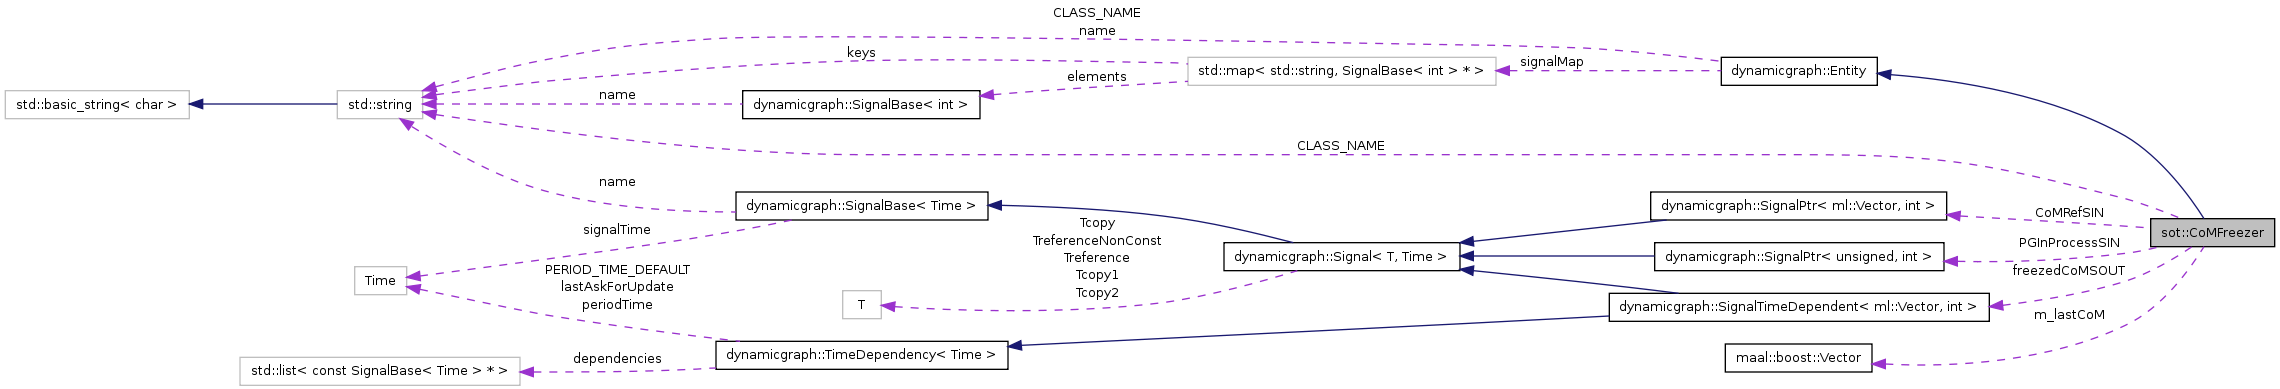 CLASS_NAME
name
keys
signalMap
std::map< std::string, SignalBase< int > * >
dynamicgraph::Entity
elements
name
std::basic_string< char >
std::string
dynamicgraph::SignalBase< int >
CLASS_NAME
name
dynamicgraph::SignalBase< Time >
dynamicgraph::SignalPtr< ml::Vector, int >
CoMRefSIN
sot::CoMFreezer
signalTime
Tcopy
TreferenceNonConst
Treference
Tcopy1
Tcopy2
dynamicgraph::Signal< T, Time >
PGInProcessSIN
dynamicgraph::SignalPtr< unsigned, int >
freezedCoMSOUT
PERIOD_TIME_DEFAULT
lastAskForUpdate
periodTime
Time
T
dynamicgraph::SignalTimeDependent< ml::Vector, int >
m_lastCoM
dynamicgraph::TimeDependency< Time >
maal::boost::Vector
dependencies
std::list< const SignalBase< Time > * >